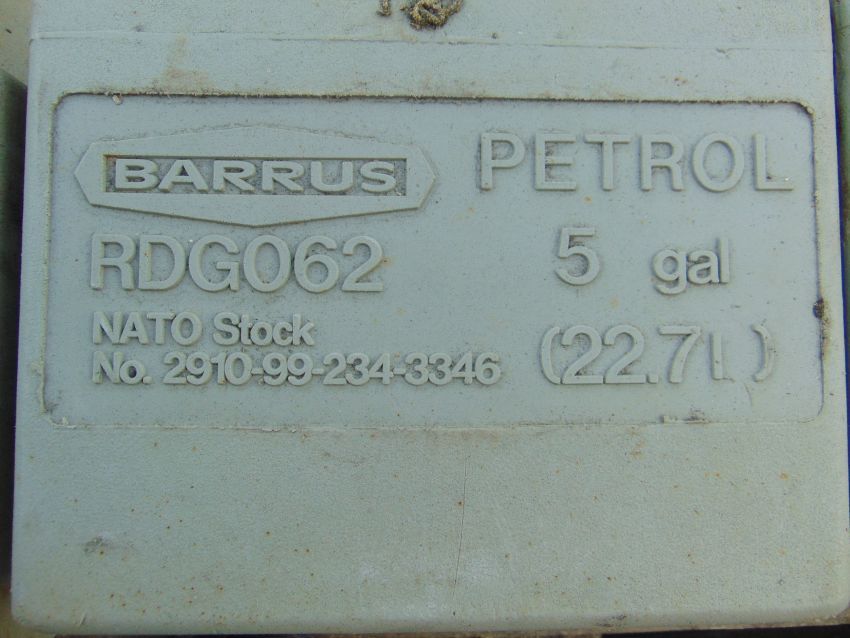 BARRUS
PETROL
RDG062
5 gal
NATO Stock
No. 2910-99-234-3346
(22.7l.)